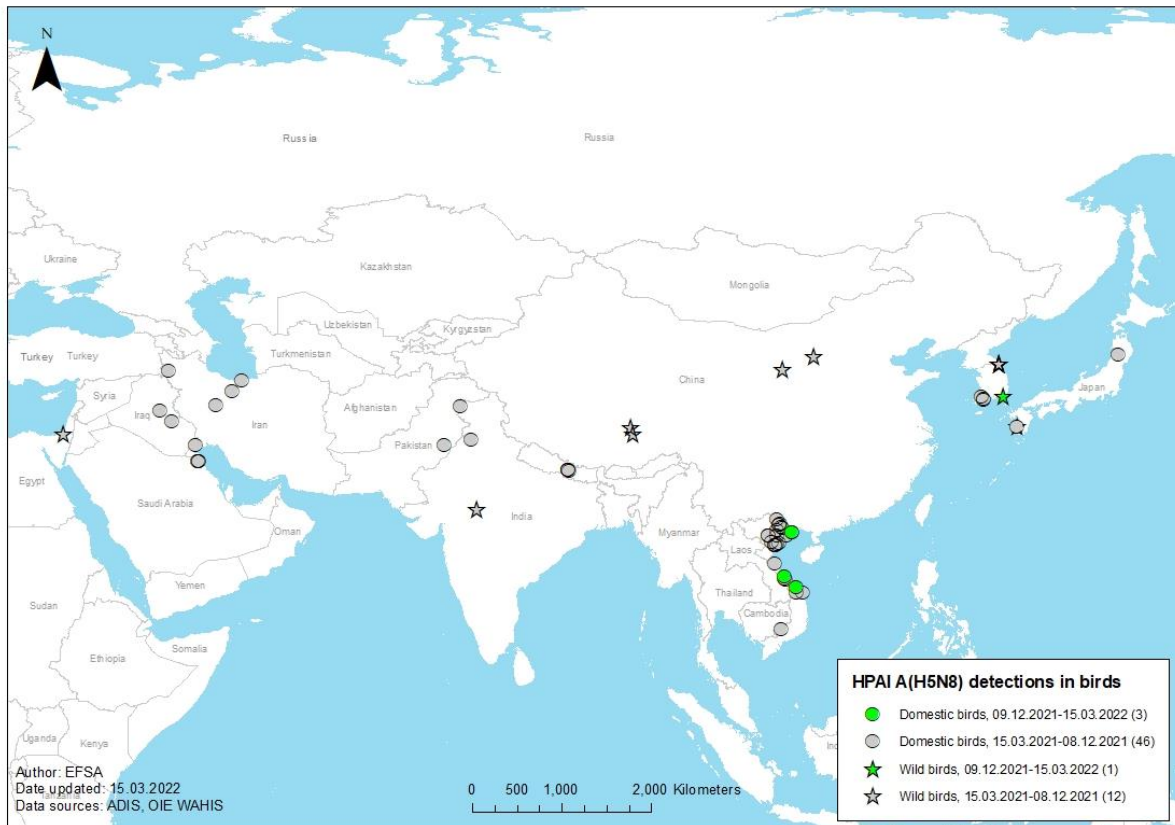 N
Russia
Russia
Ukraine
Kazakhstan
Mongolia
Uzbekistan
Kyrgyzstan
Turkey
Turkey
Turkmenistan
China
Japan
Syria
Afghanistan
Iraq
Iran
Pakistan
Egypt
Saudi Arabia
India
Myanmar
Laos
Oman
Yemen
Thailand
Sudan
Cambodia
Somalia
Ethiopia
Uganda
Kenya
HPAI A(H5N8) detections in birds
Domestic birds, 09.12.2021-15.03.2022 (3)
Domestic birds, 15.03.2021-08.12.2021 (46)
Wild birds, 09.12.2021-15.03.2022 (1)
Wild birds, 15.03.2021-08.12.2021 (12)
Author: EFSA
Date updated: 15.03.2022
Data sources: ADIS, OIE WAHIS
0 500 1,000 2,000 Kilometers